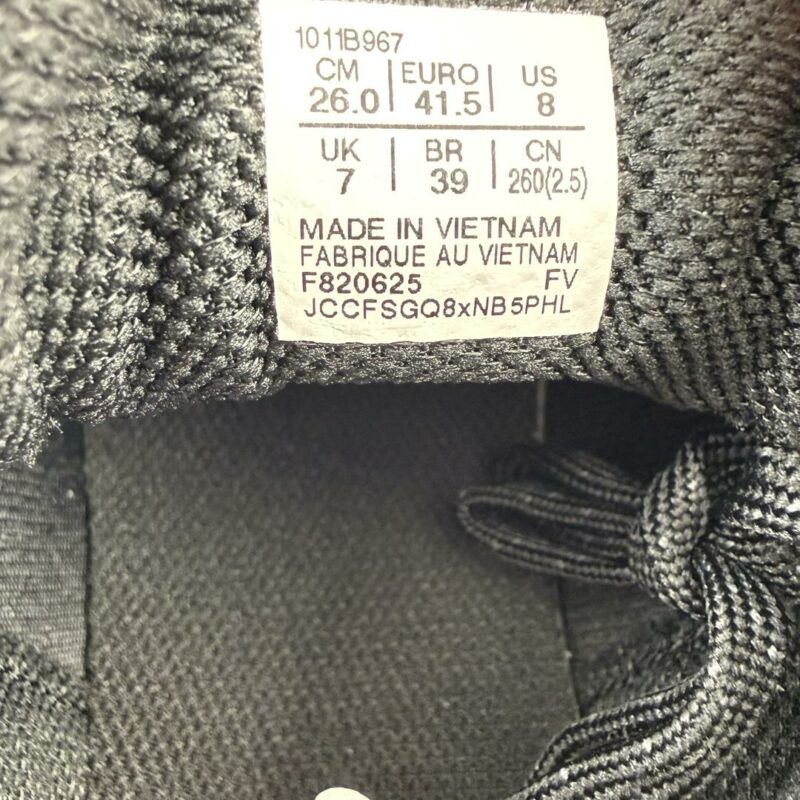 1011B967
CM | EURO | US
26.0 | 41.5 | 8
UK | BR | CN
7 | 39 | 260(2.5)
MADE IN VIETNAM
FABRIQUE AU VIETNAM
F820625 FV
JCCFSGQ8xNB5PHL